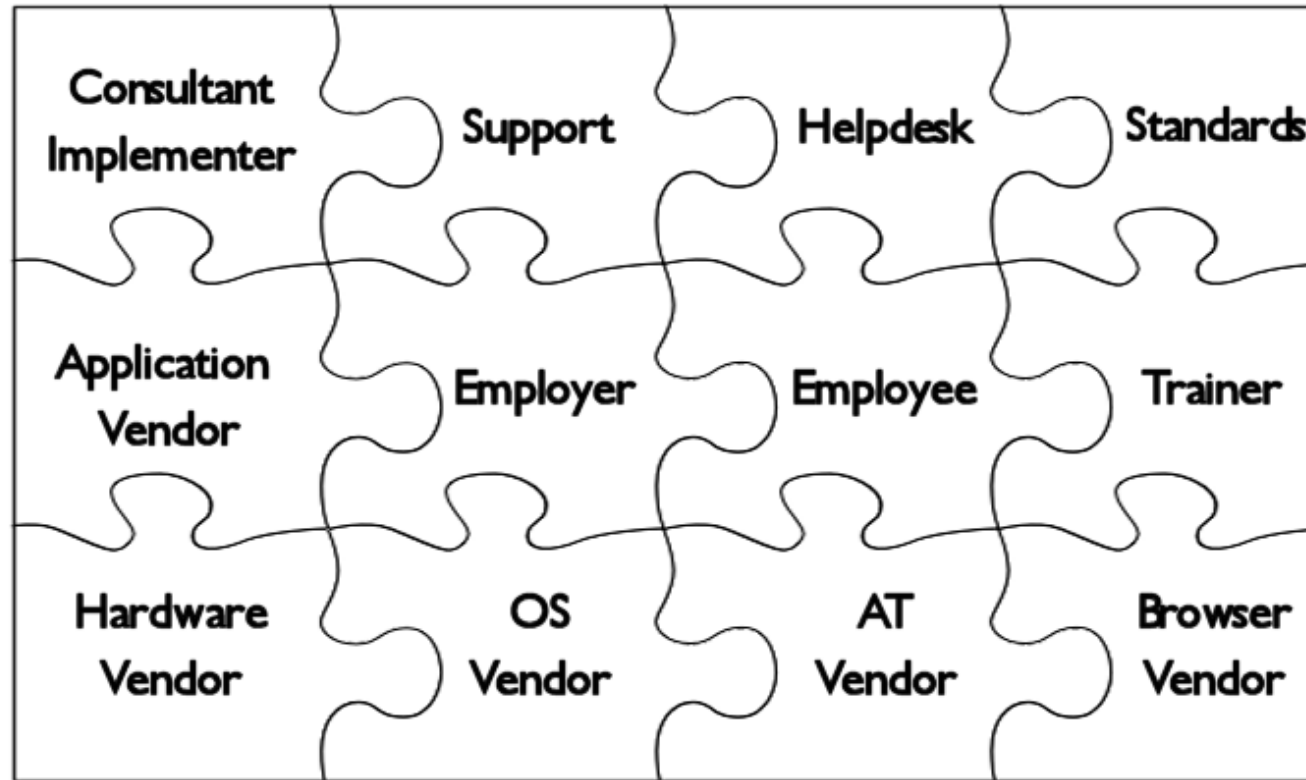 Consultant
Implementer
Support
Helpdesk
Standards
Application
Vendor
Employer
Employee
Trainer
Hardware
Vendor
OS
Vendor
AT
Vendor
Browser
Vendor